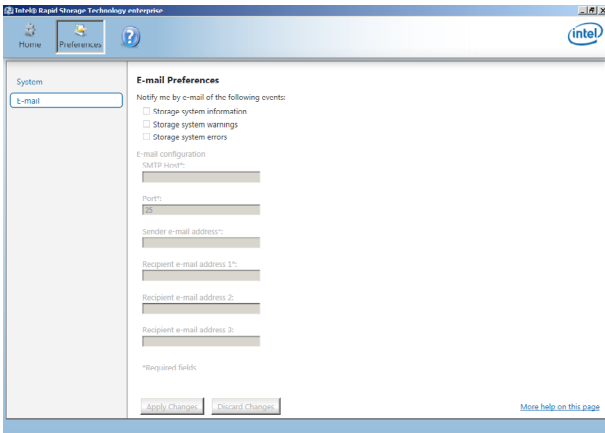 Intel® Rapid Storage Technology enterprise
Home
Preferences
?
intel
System
E-mail
E-mail Preferences
Notify me by e-mail of the following events:
Storage system information
Storage system warnings
Storage system errors
E-mail configuration
SMTP Host*:
Port*:
25
Sender e-mail address*:
Recipient e-mail address 1*:
Recipient e-mail address 2:
Recipient e-mail address 3:
*Required fields
Apply Changes
Discard Changes
More help on this page